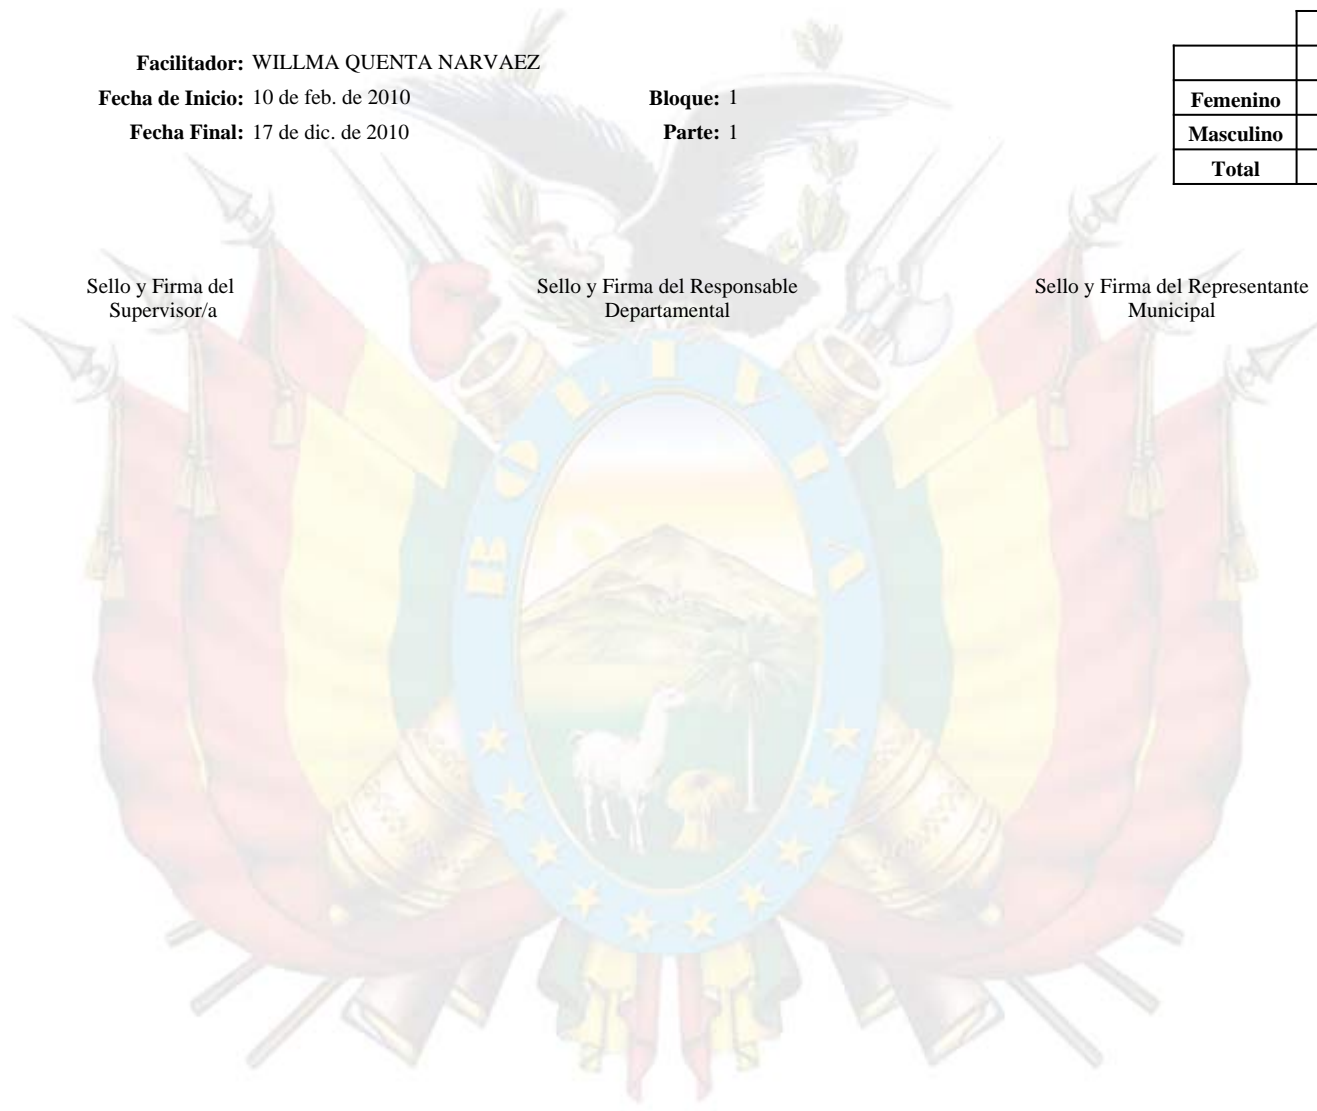 Facilitador: WILLMA QUENTA NARVAEZ
Fecha de Inicio: 10 de feb. de 2010 Bloque: 1
Fecha Final: 17 de dic. de 2010 Parte: 1
Femenino
Masculino
Total
Sello y Firma del
Supervisor/a
Sello y Firma del Responsable
Departamental
Sello y Firma del Representante
Municipal
BOLIVIA